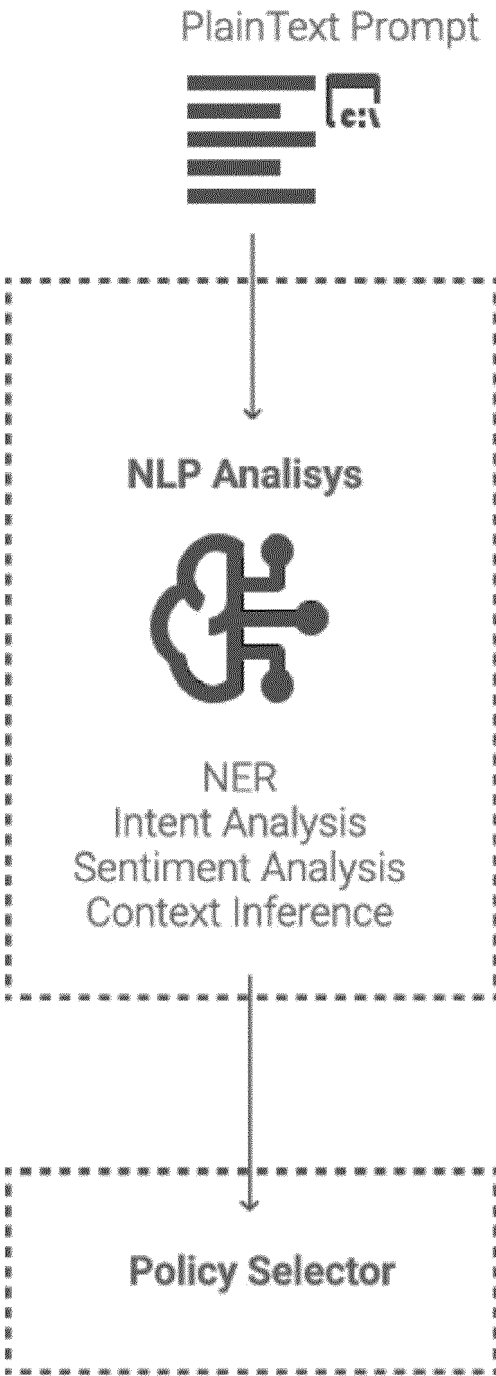 PlainText Prompt
c:\
NLP Analisys
NER
Intent Analysis
Sentiment Analysis
Context Inference
Policy Selector